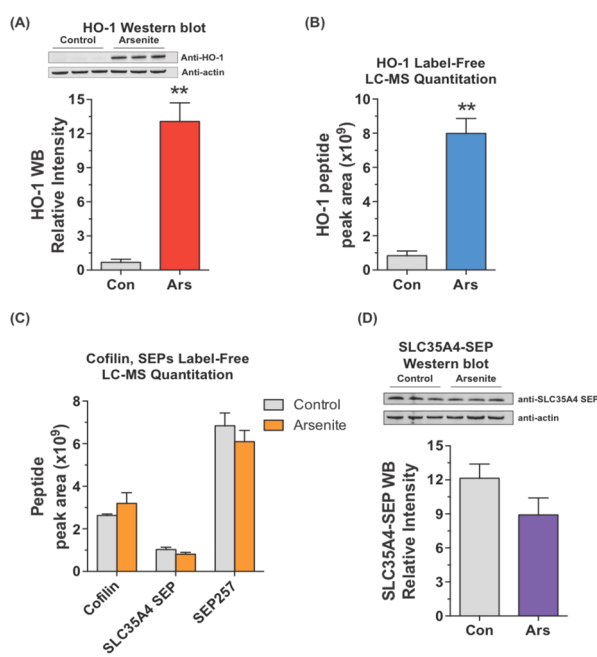 (A)
HO-1 Western blot
Control
Arsenite
Anti-HO-1
Anti-actin
**
15
12
9
6
3
0
HO-1 WB
Relative Intensity
Con
Ars
(B)
HO-1 Label-Free
LC-MS Quantitation
**
10
8
6
4
2
0
HO-1 peptide
peak area (x10⁹)
Con
Ars
(C)
Cofilin, SEPs Label-Free
LC-MS Quantitation
Control
Arsenite
8
6
4
2
0
Peptide
peak area (x10⁹)
Cofilin
SLC35A4 SEP
SEP257
(D)
SLC35A4-SEP
Western blot
Control
Arsenite
anti-SLC35A4 SEP
anti-actin
15
12
9
6
3
0
SLC35A4-SEP WB
Relative Intensity
Con
Ars